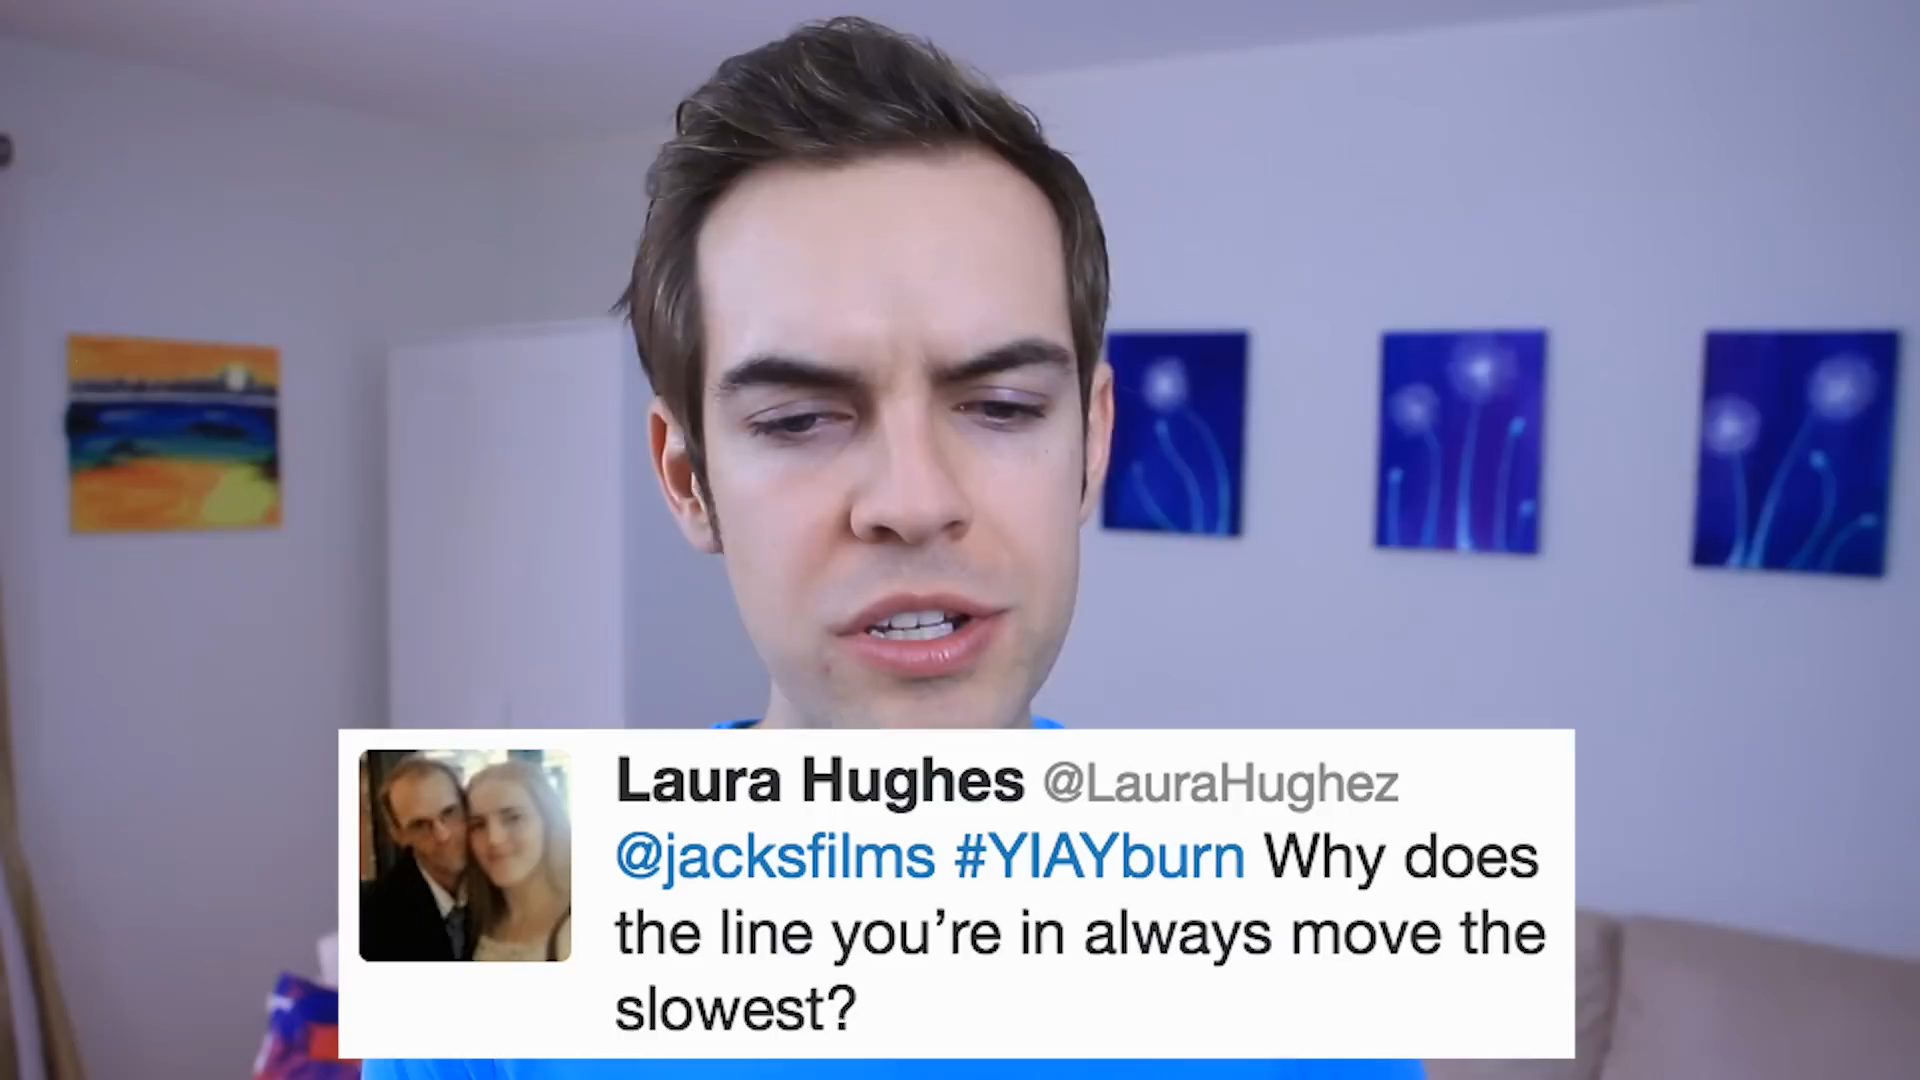 Laura Hughes @LauraHughez
@jacksfilms #YIAYburn Why does
the line you’re in always move the
slowest?